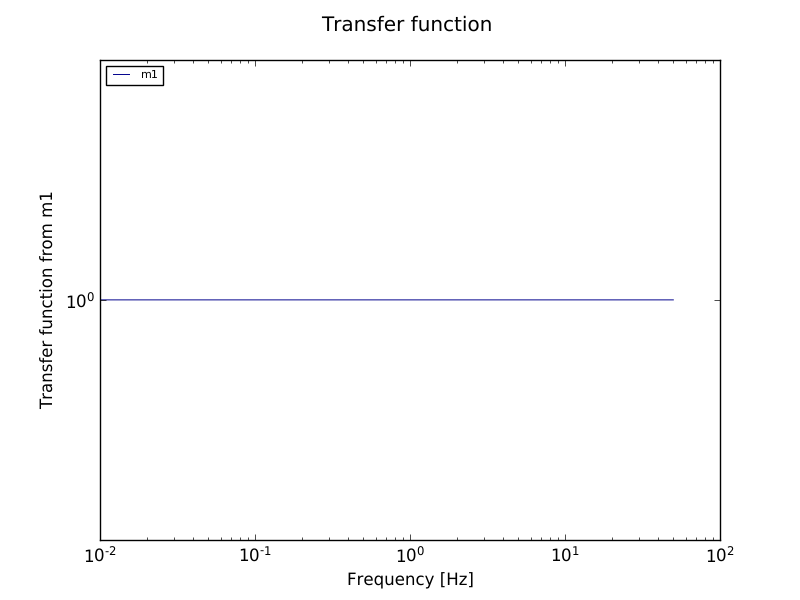 Transfer function
m1
Transfer function from m1
10^0
10^-2 10^-1 10^0 10^1 10^2
Frequency [Hz]